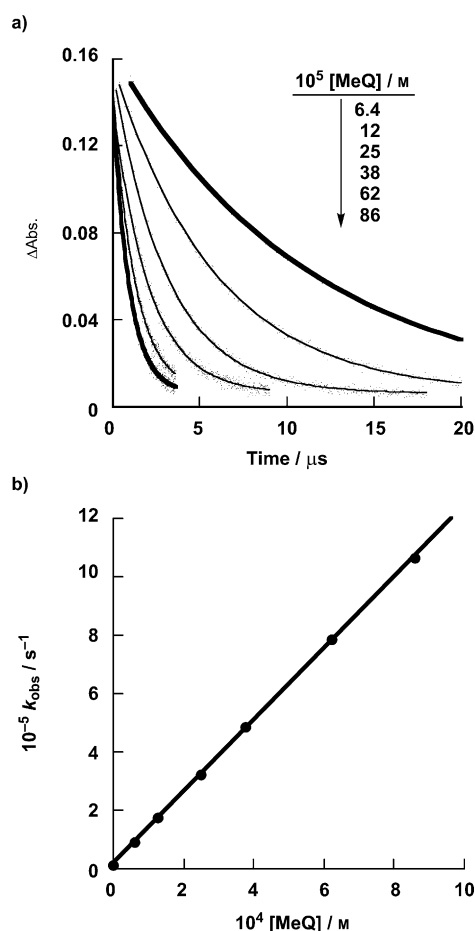 a)
0.16
0.12
0.08
0.04
0
ΔAbs.
10⁵ [MeQ] / M
6.4
12
25
38
62
86
0 5 10 15 20
Time / μs
b)
12
10
8
6
4
2
0
10⁻⁵ k_obs / s⁻¹
0 2 4 6 8 10
10⁴ [MeQ] / M